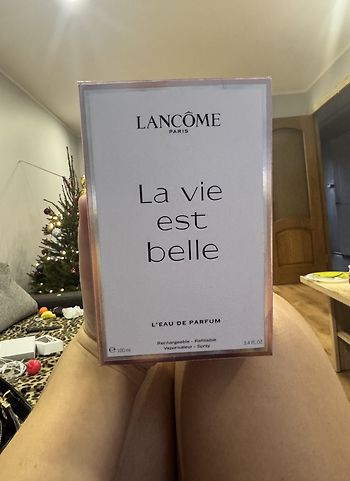 LANCÔME
PARIS
La vie
est
belle
L'EAU DE PARFUM
Rechargeable - Refillable
Vaporisateur - Spray
℮ 100 ml
3.4 FL.OZ